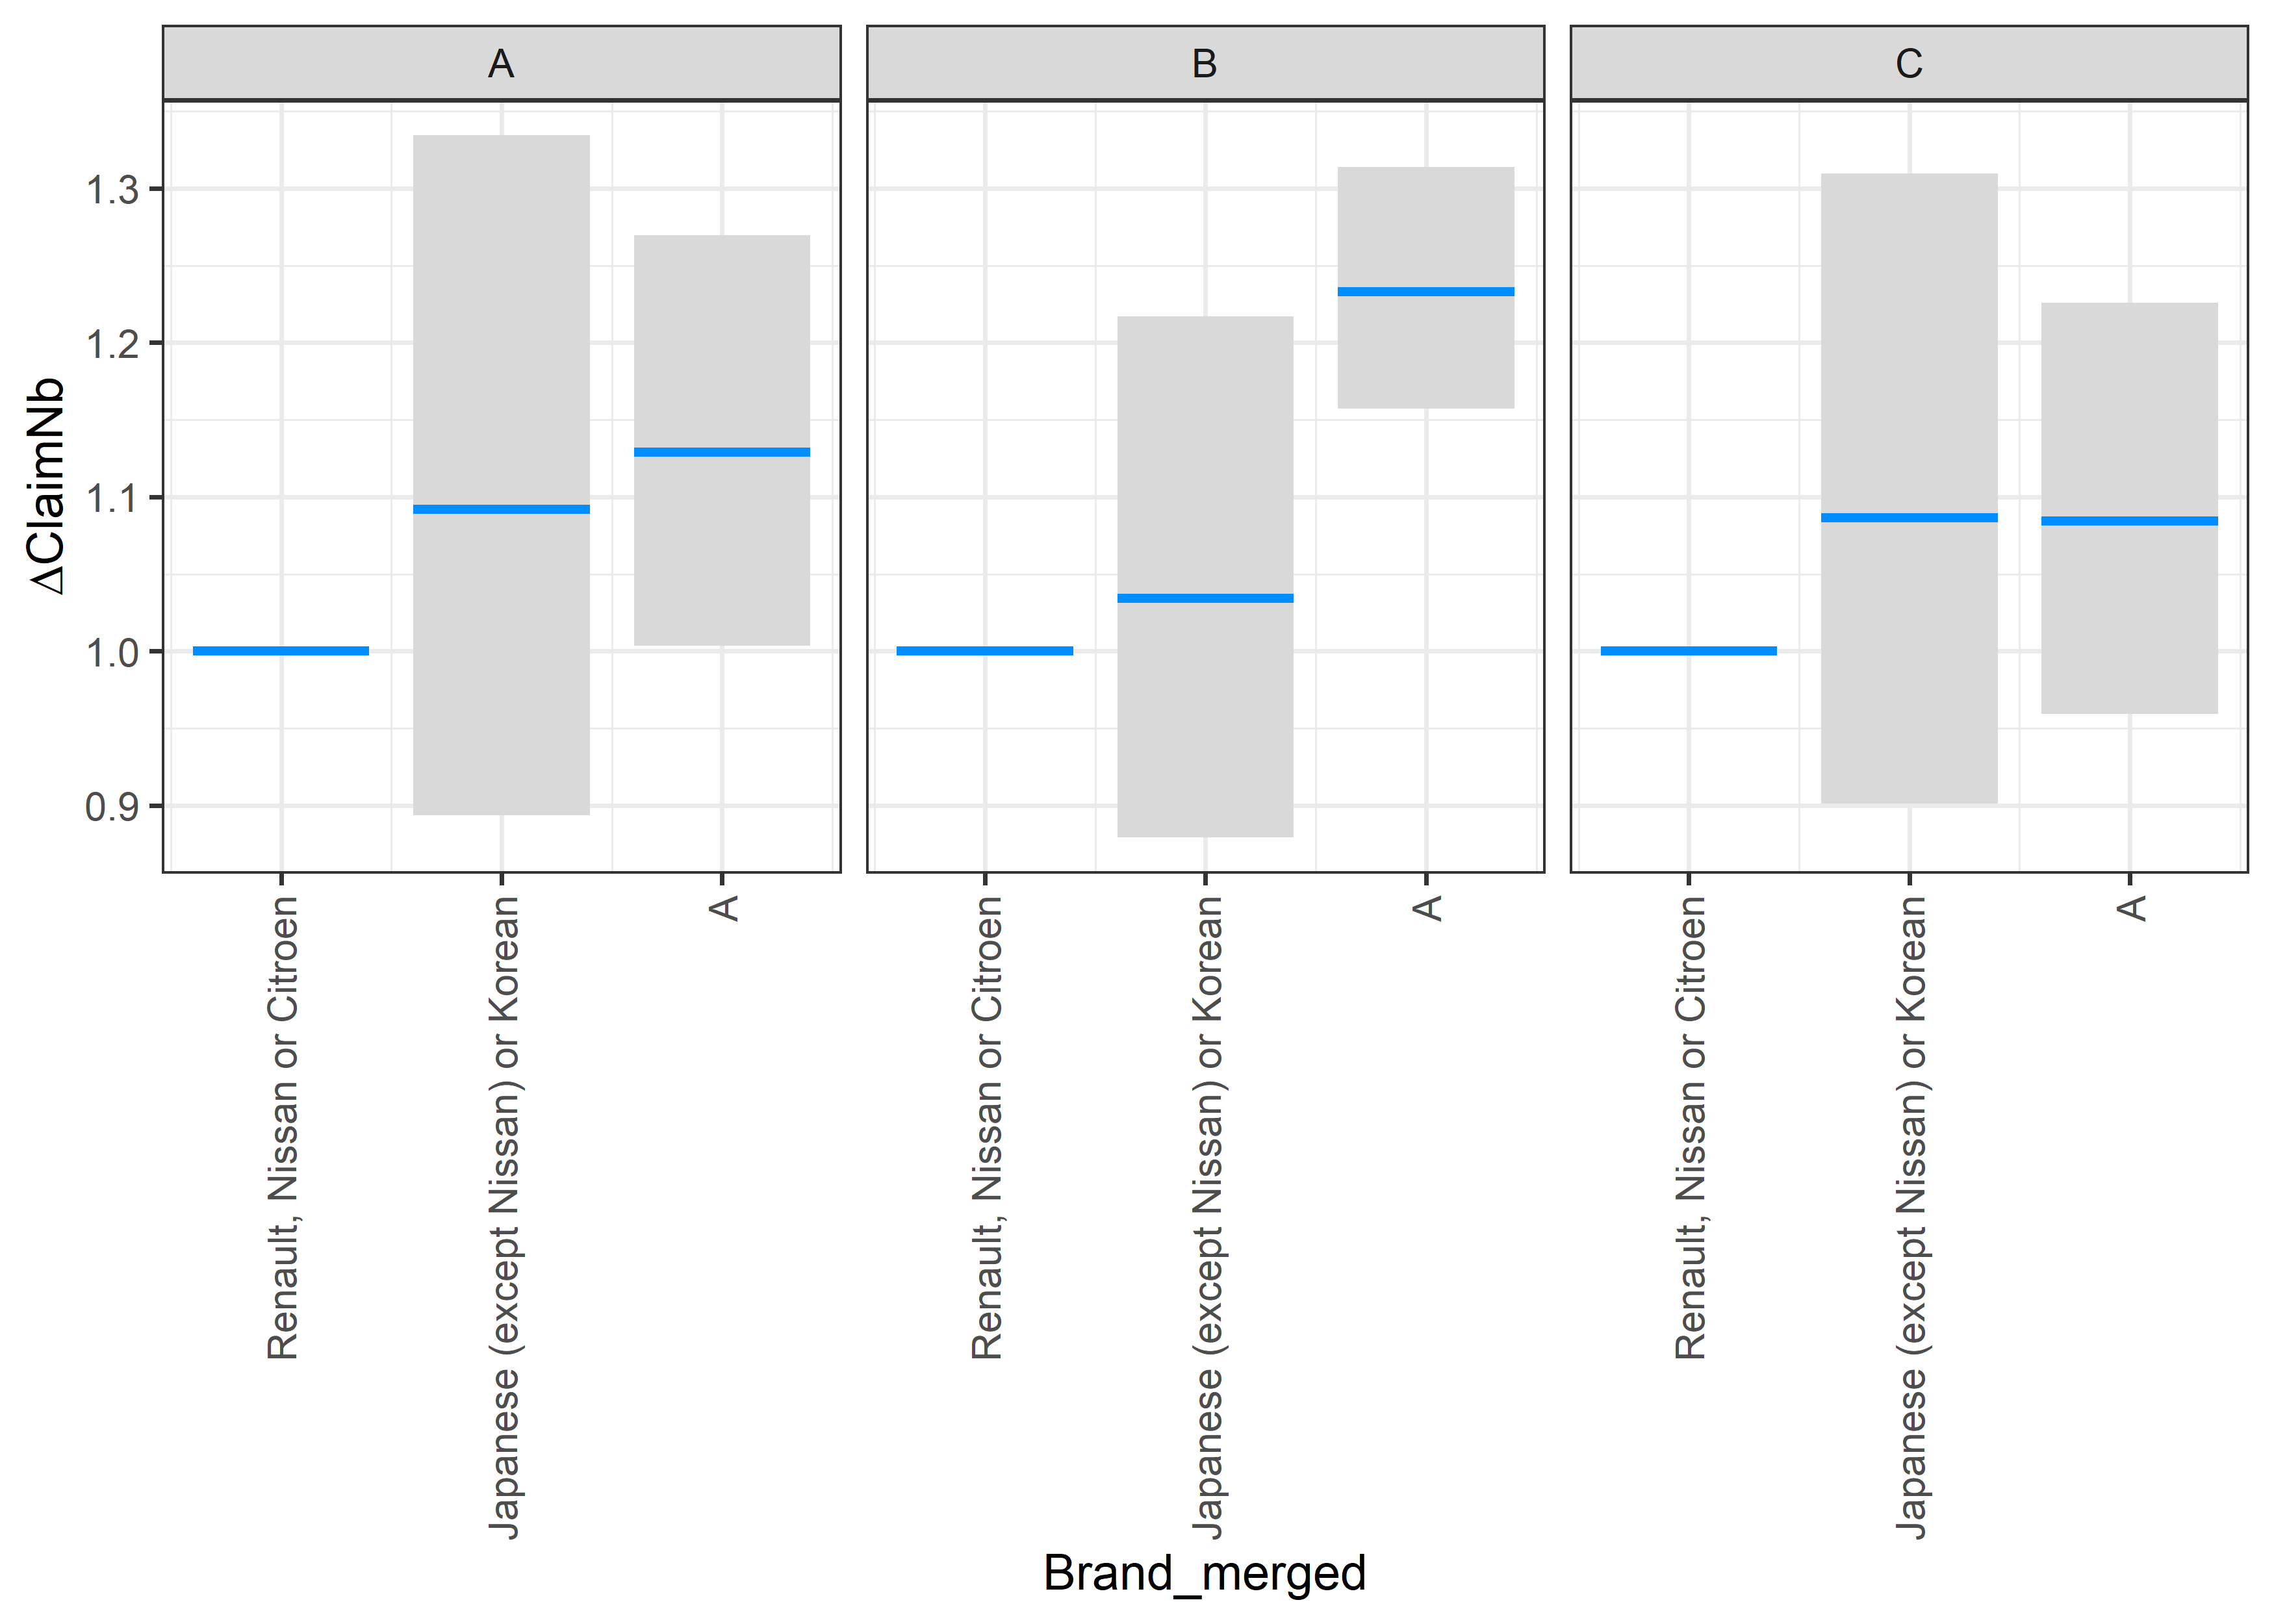 A
B
C
ΔClaimNb
1.3
1.2
1.1
1.0
0.9
Renault, Nissan or Citroen
Japanese (except Nissan) or Korean
A
Renault, Nissan or Citroen
Japanese (except Nissan) or Korean
A
Renault, Nissan or Citroen
Japanese (except Nissan) or Korean
A
Brand_merged